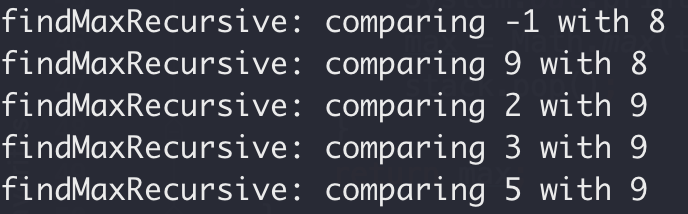 findMaxRecursive: comparing -1 with 8
findMaxRecursive: comparing 9 with 8
findMaxRecursive: comparing 2 with 9
findMaxRecursive: comparing 3 with 9
findMaxRecursive: comparing 5 with 9